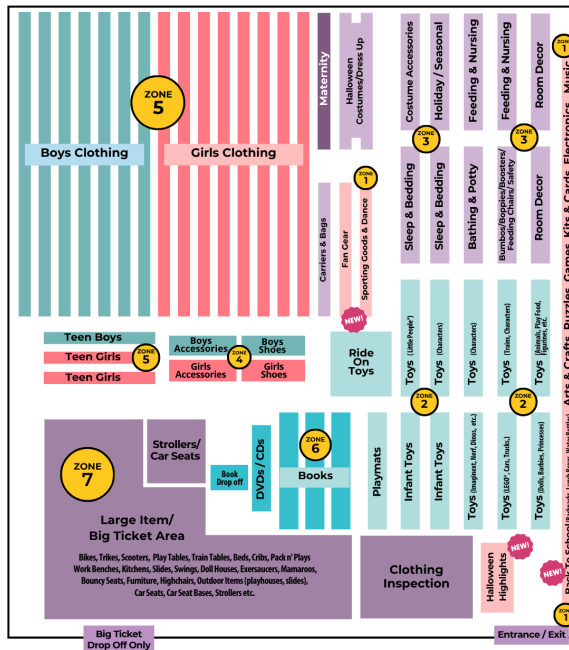 ZONE
5
Boys Clothing
Girls Clothing
Maternity
Halloween
Costumes/Dress Up
Costume Accessories
Holiday / Seasonal
Feeding & Nursing
Feeding & Nursing
Room Decor
ZONE
1
ZONE
3
ZONE
3
ZONE
1
Carriers & Bags
Fan Gear
Sporting Goods & Dance
Sleep & Bedding
Sleep & Bedding
Bathing & Potty
Bumbos/Boppies/Boosters/
Feeding Chairs/ Safety
Room Decor
Arts & Crafts, Puzzles, Games, Kits & Cards, Electronics, Music
NEW!
Teen Boys
Teen Girls
Teen Girls
ZONE
5
Boys
Accessories
Boys
Shoes
ZONE
4
Girls
Accessories
Girls
Shoes
Ride
On
Toys
Toys (Little People®)
Toys (Characters)
Toys (Characters)
Toys (Trains, Characters)
Toys (Animals, Play Food,
Figurines, etc.
ZONE
2
ZONE
2
ZONE
7
Strollers/
Car Seats
Book
Drop off
DVDs / CDs
ZONE
6
Books
Playmats
Infant Toys
Infant Toys
Toys (Imaginext, Nerf, Dinos, etc.)
Toys (LEGO®, Cars, Trucks,)
Toys (Dolls, Barbies, Princesses)
Large Item/
Big Ticket Area
Bikes, Trikes, Scooters, Play Tables, Train Tables, Beds, Cribs, Pack n' Plays
Work Benches, Kitchens, Slides, Swings, Doll Houses, Exersaucers, Mamaroos,
Bouncy Seats, Furniture, Highchairs, Outdoor Items (playhouses, slides),
Car Seats, Car Seat Bases, Strollers etc.
Clothing
Inspection
Halloween
Highlights
NEW!
NEW!
Back To School
ZONE
1
Big Ticket
Drop Off Only
Entrance / Exit